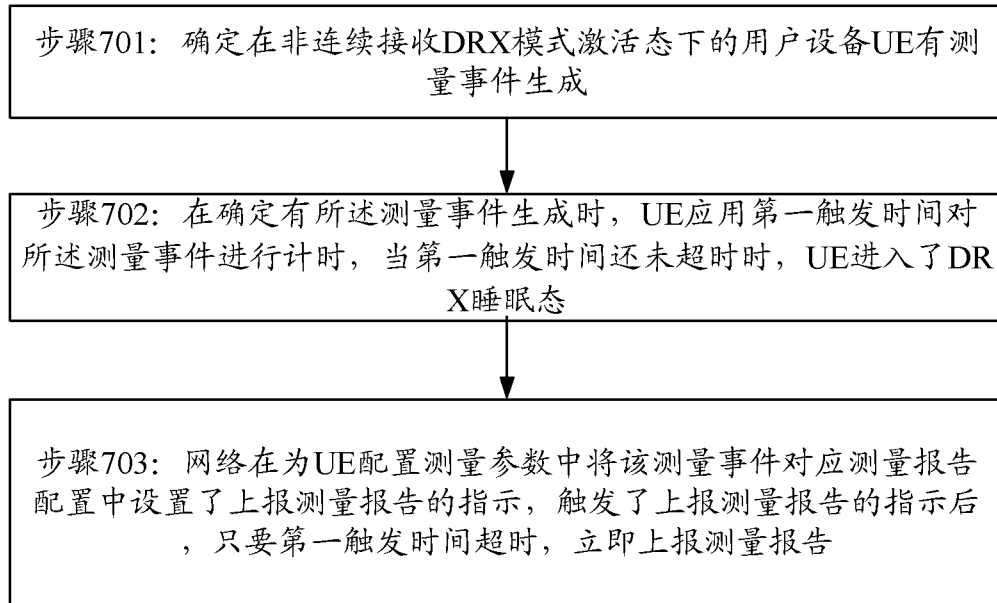 步骤701：确定在非连续接收DRX模式激活态下的用户设备UE有测
量事件生成
步骤702：在确定有所述测量事件生成时，UE应用第一触发时间对
所述测量事件进行计时，当第一触发时间还未超时时，UE进入了DR
X睡眠态
步骤703：网络在为UE配置测量参数中将该测量事件对应测量报告
配置中设置了上报测量报告的指示，触发了上报测量报告的指示后
，只要第一触发时间超时，立即上报测量报告